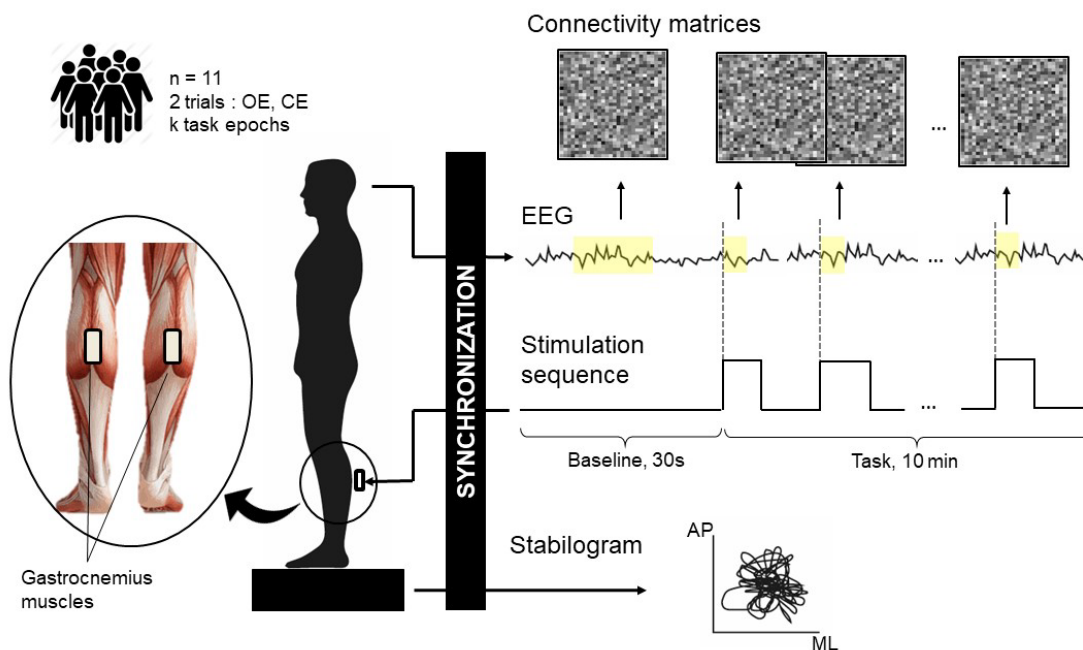 Connectivity matrices
n = 11
2 trials : OE, CE
k task epochs
...
EEG
...
SYNCHRONIZATION
Stimulation
sequence
...
Baseline, 30s
Task, 10 min
Gastrocnemius
muscles
Stabilogram
AP
ML